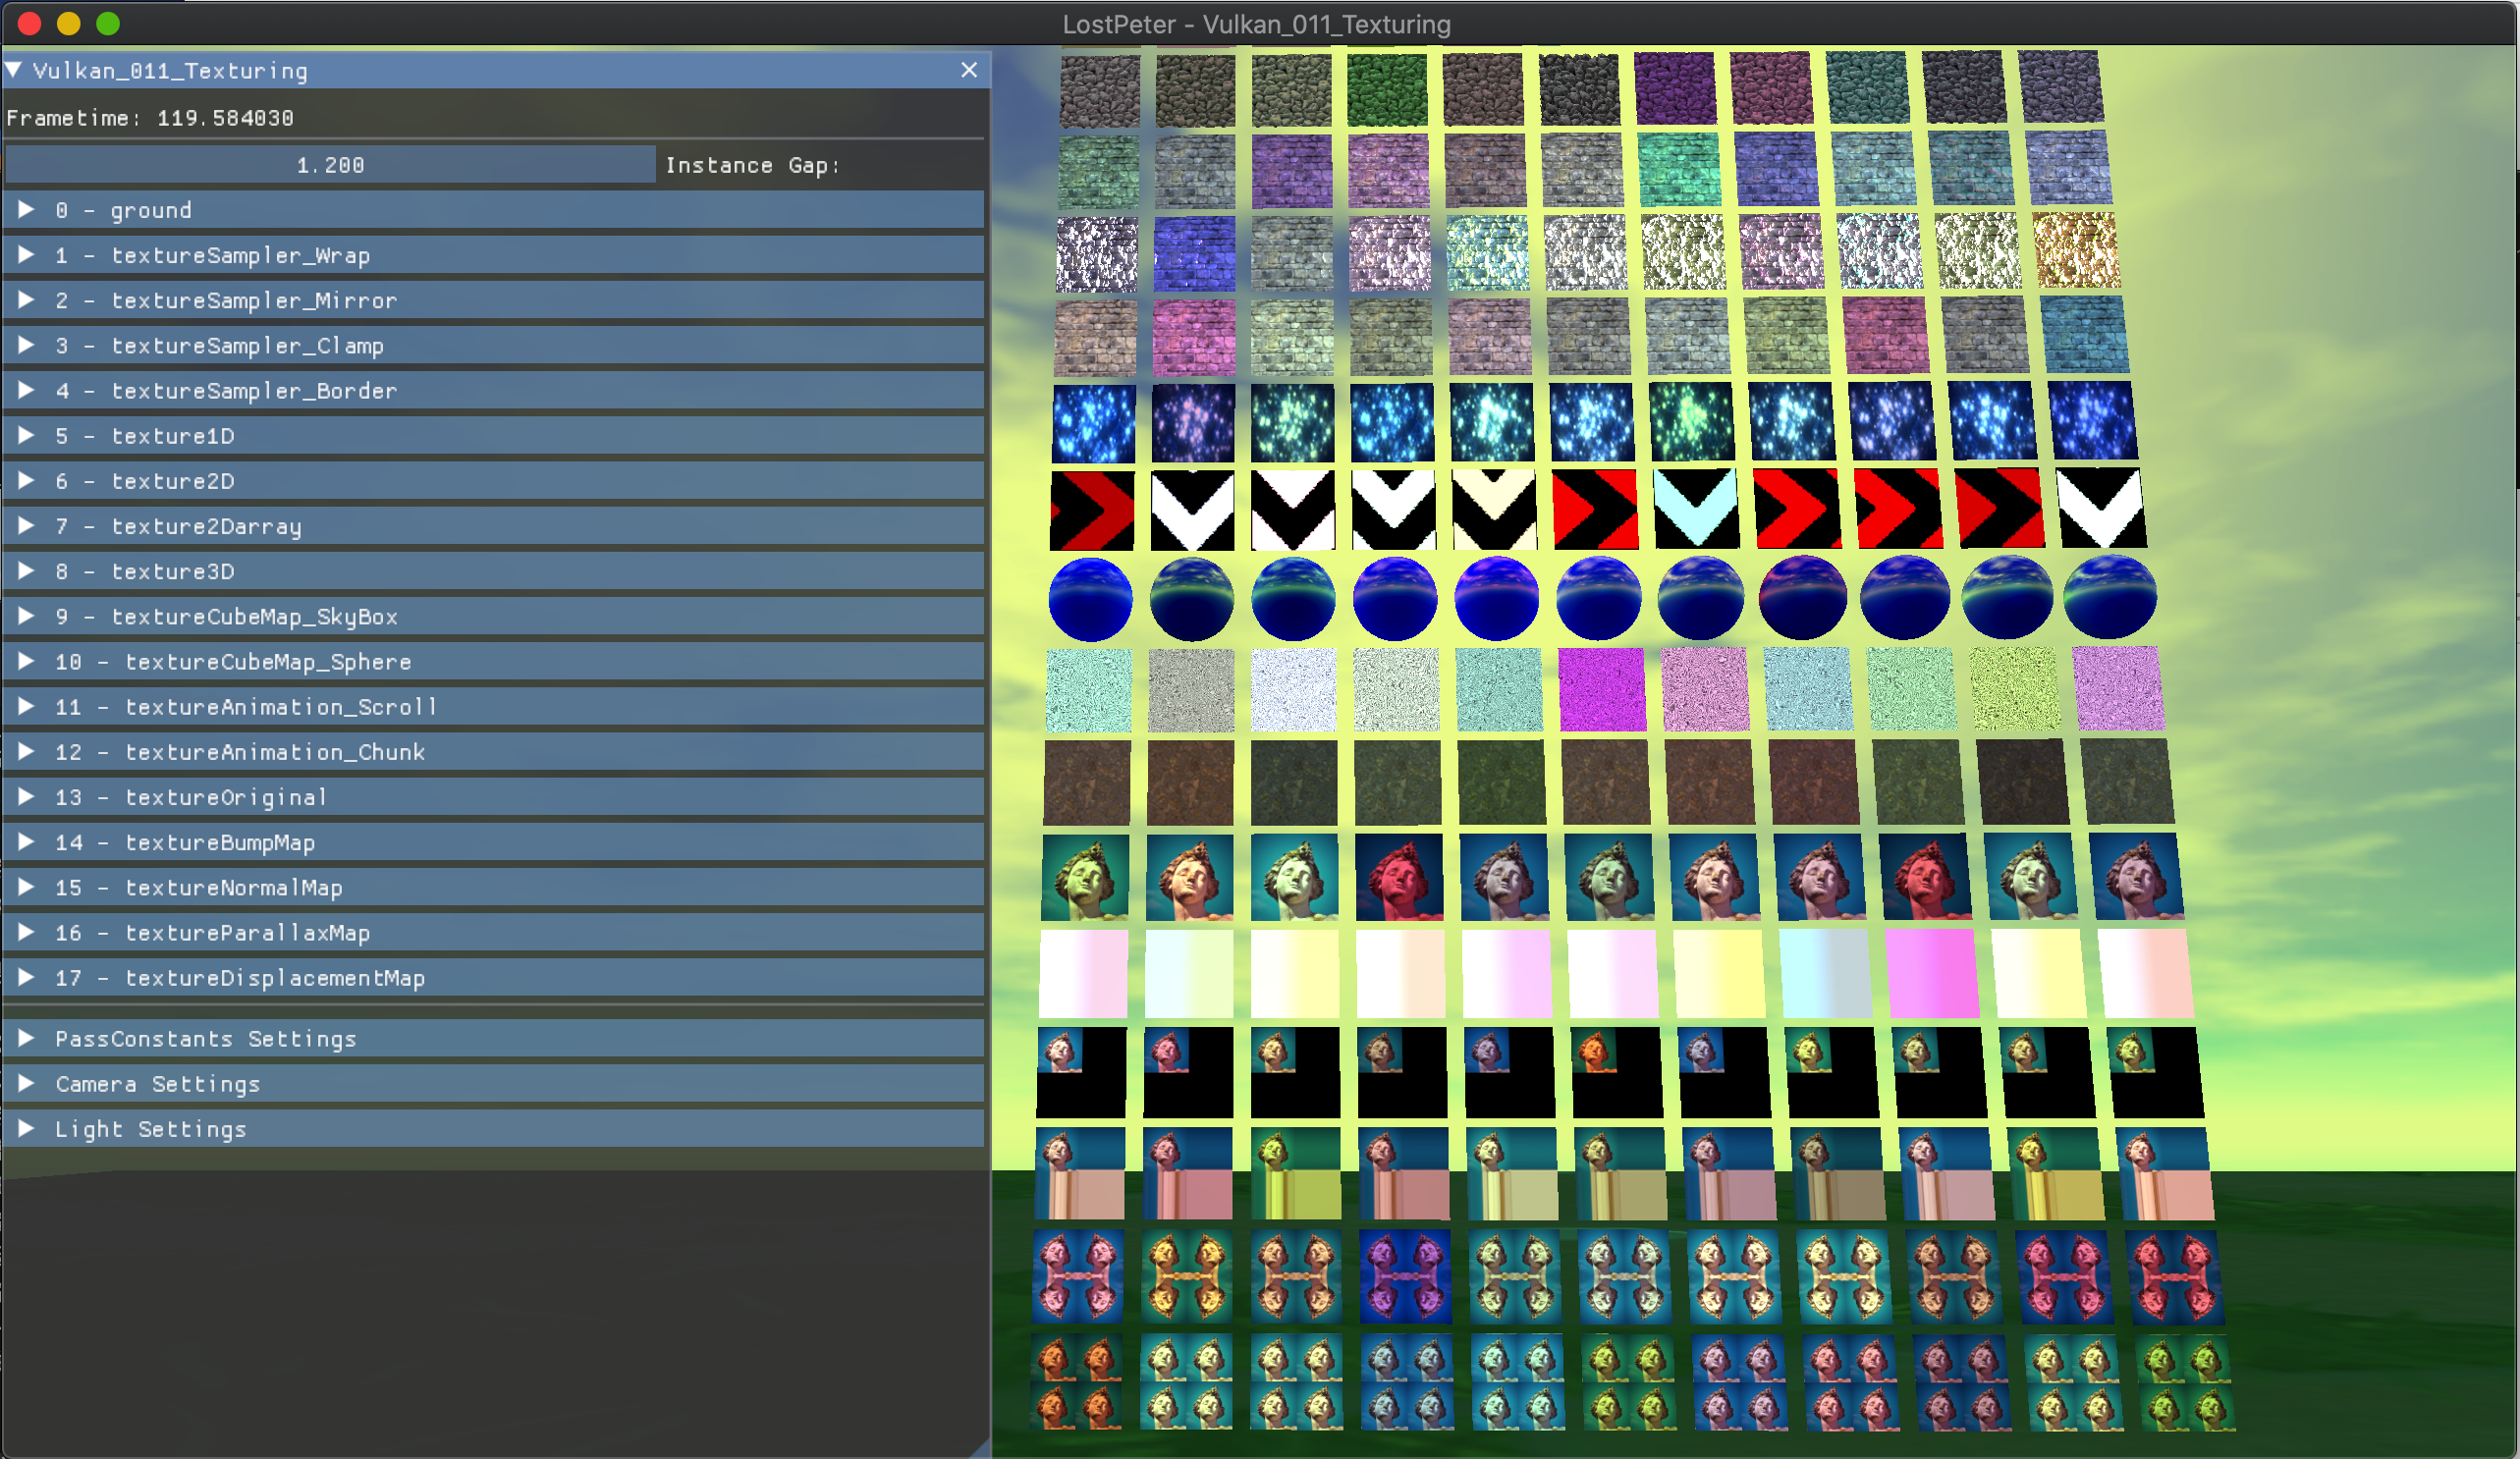 LostPeter - Vulkan_011_Texturing
Vulkan_011_Texturing
Frametime: 119.584030
1.200 Instance Gap:
0 - ground
1 - textureSampler_Wrap
2 - textureSampler_Mirror
3 - textureSampler_Clamp
4 - textureSampler_Border
5 - texture1D
6 - texture2D
7 - texture2Darray
8 - texture3D
9 - textureCubeMap_SkyBox
10 - textureCubeMap_Sphere
11 - textureAnimation_Scroll
12 - textureAnimation_Chunk
13 - textureOriginal
14 - textureBumpMap
15 - textureNormalMap
16 - textureParallaxMap
17 - textureDisplacementMap
PassConstants Settings
Camera Settings
Light Settings